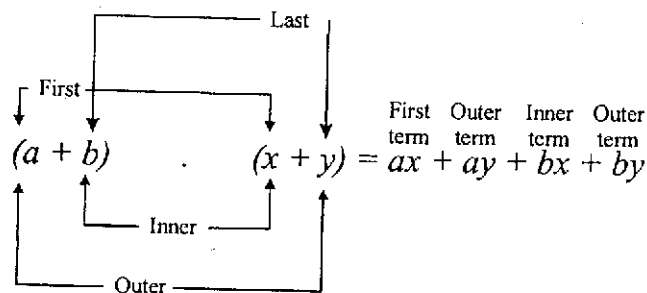 Last
First
First Outer Inner Outer
term term term term
(a + b) . (x + y) = ax + ay + bx + by
Inner
Outer